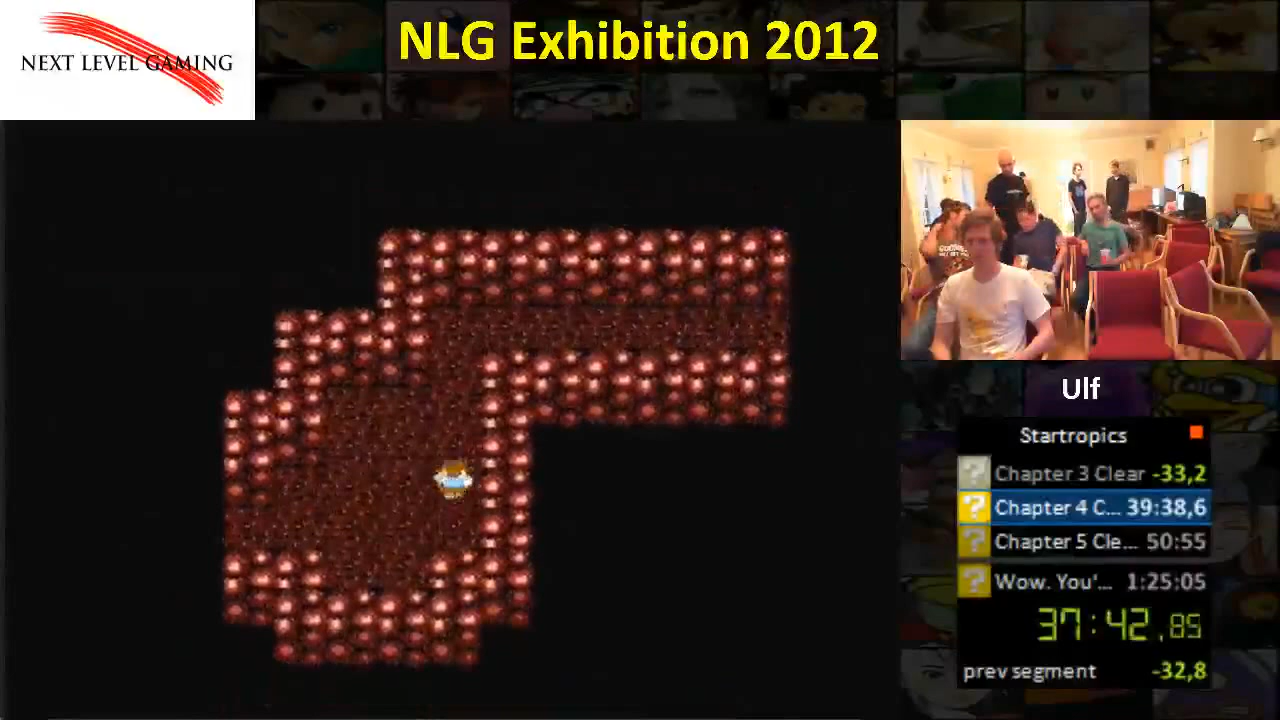 NLG Exhibition 2012
NEXT LEVEL GAMING
Ulf
Startropics
Chapter 3 Clear -33,2
Chapter 4 C... 39:38,6
Chapter 5 Cle... 50:55
Wow. You'... 1:25:05
37:42,85
prev segment -32,8